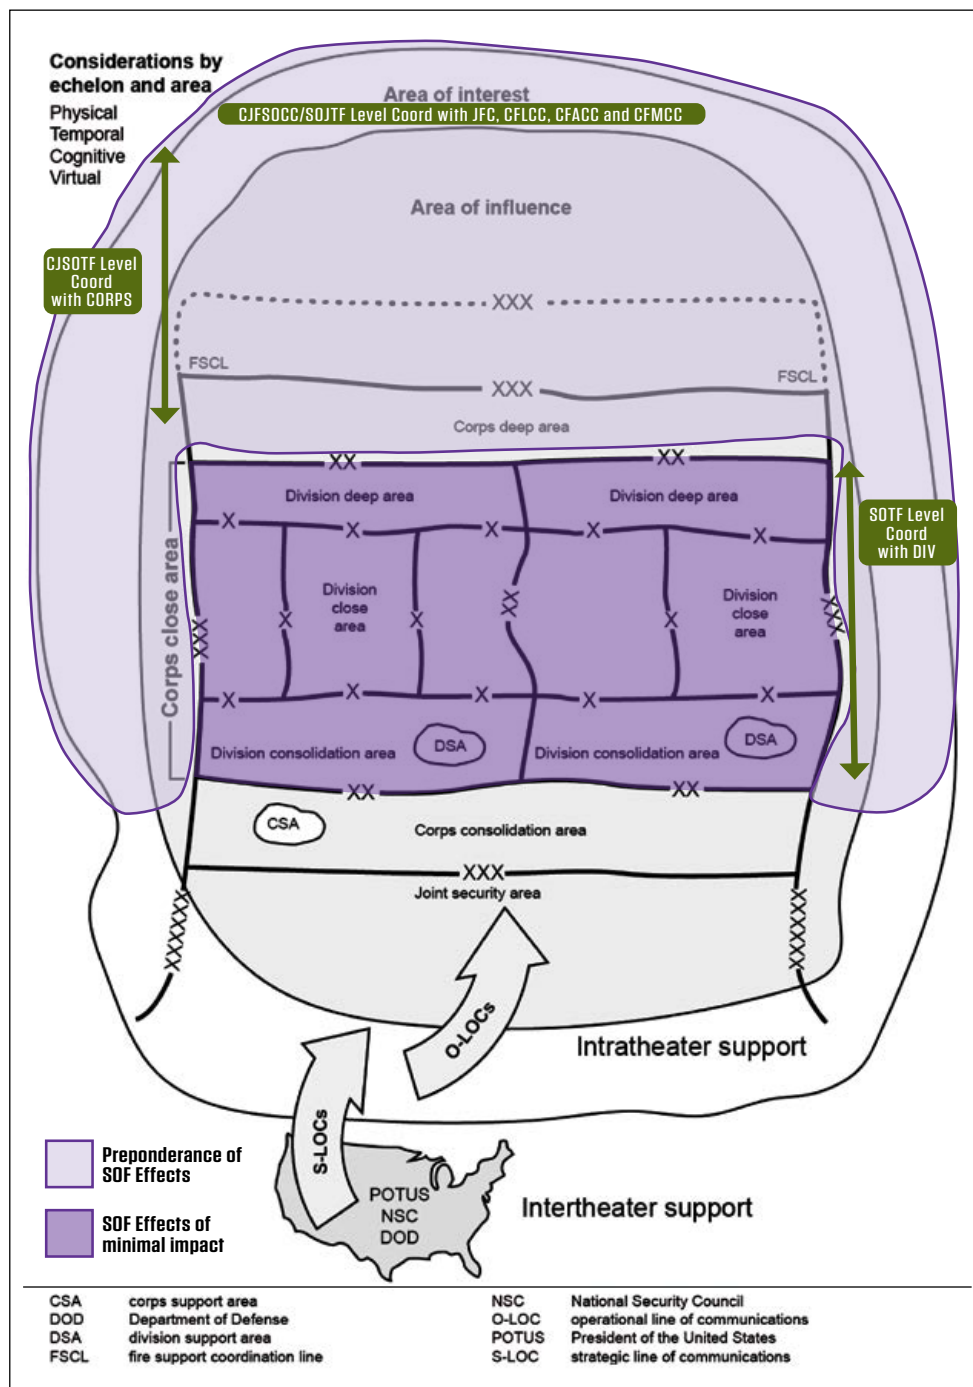 Considerations by
echelon and area
Physical
Temporal
Cognitive
Virtual
Area of interest
CJFSOCC/SOJTF Level Coord with JFC, CFLCC, CFACC and CFMCC
Area of influence
CJSOTF Level
Coord
with CORPS
XXX
FSCL
XXX
FSCL
Corps deep area
XX
XX
Division deep area
Division deep area
X
X
X
X
X
SOTF Level
Coord
with DIV
Corps close area
XXX
X
Division
close
area
X
XX
X
Division
close
area
XXX
X
X
X
X
Division consolidation area
DSA
Division consolidation area
DSA
XX
XX
CSA
Corps consolidation area
XXX
Joint security area
XXXXX
XXXXX
O-LOCs
Intratheater support
S-LOCs
Preponderance of
SOF Effects
POTUS
NSC
DOD
Intertheater support
SOF Effects of
minimal impact
CSA corps support area
DOD Department of Defense
DSA division support area
FSCL fire support coordination line
NSC National Security Council
O-LOC operational line of communications
POTUS President of the United States
S-LOC strategic line of communications